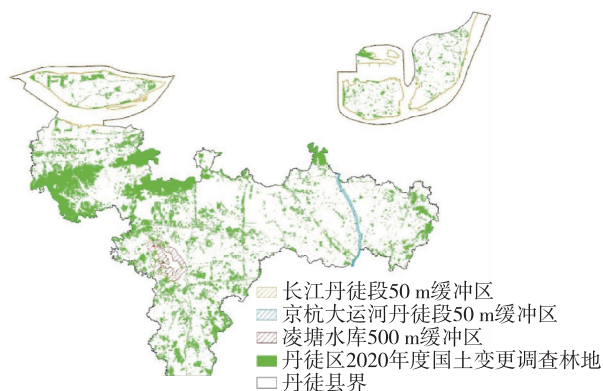 长江丹徒段50 m缓冲区
京杭大运河丹徒段50 m缓冲区
凌塘水库500 m缓冲区
丹徒区2020年度国土变更调查林地
丹徒县界